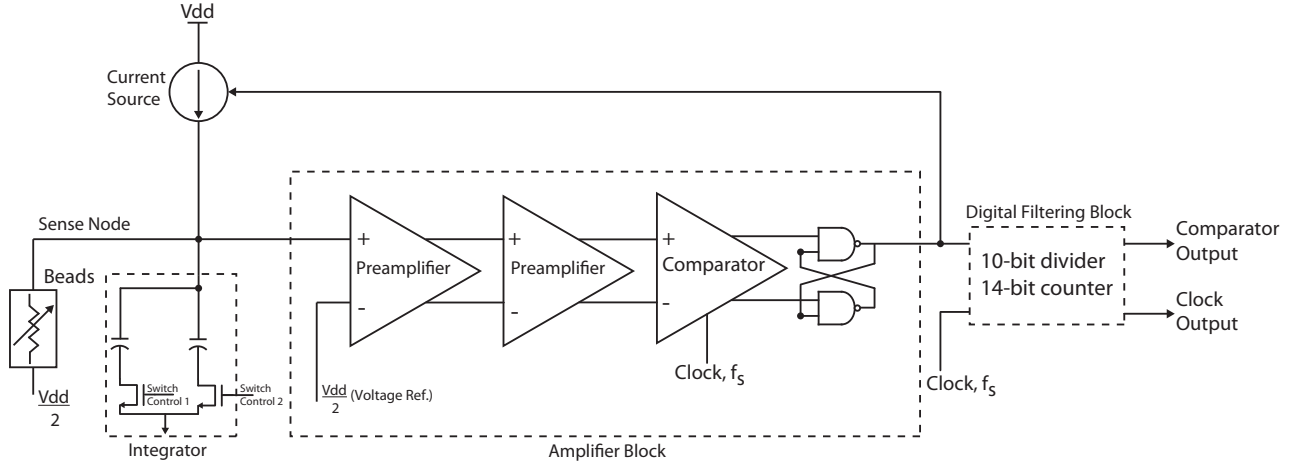 Vdd
Current
Source
Sense Node
Beads
Vdd
2
Switch
Control 1
Switch
Control 2
Integrator
+
Preamplifier
-
Vdd
2
(Voltage Ref.)
+
Preamplifier
-
+
Comparator
-
Clock, fs
Amplifier Block
Digital Filtering Block
10-bit divider
14-bit counter
Clock, fs
Comparator
Output
Clock
Output